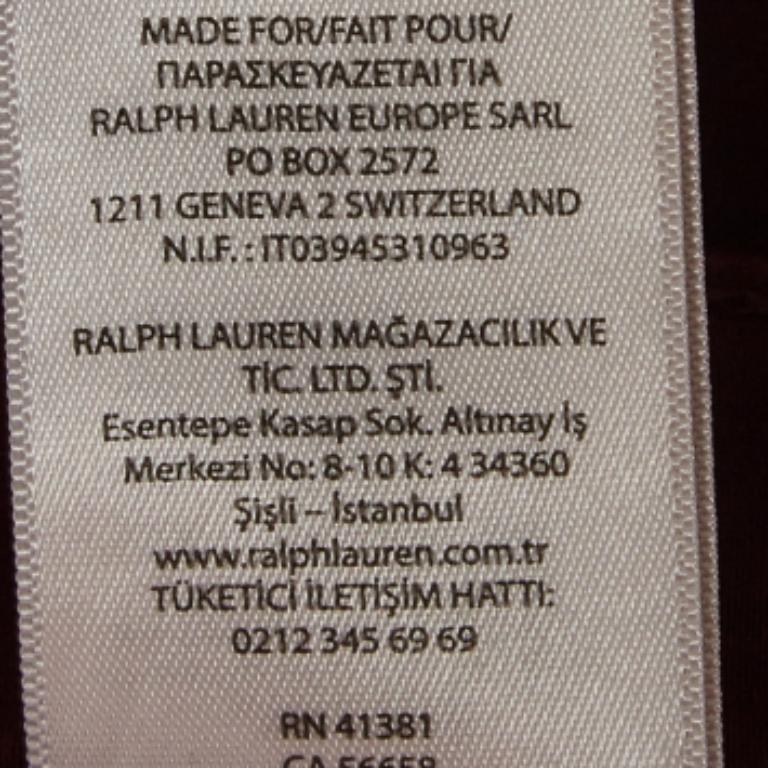 MADE FOR/FAIT POUR/
ΠΑΡΑΣΚΕΥΑΖΕΤΑΙ ΓΙΑ
RALPH LAUREN EUROPE SARL
PO BOX 2572
1211 GENEVA 2 SWITZERLAND
N.I.F. : IT03945310963
RALPH LAUREN MAĞAZACILIK VE
TİC. LTD. ŞTİ.
Esentepe Kasap Sok. Altınay İş
Merkezi No: 8-10 K: 4 34360
Şişli – İstanbul
www.ralphlauren.com.tr
TÜKETİCİ İLETİŞİM HATTI:
0212 345 69 69
RN 41381
CA 56658